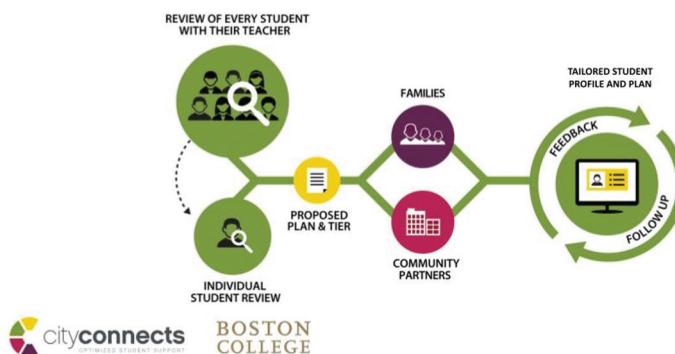 REVIEW OF EVERY STUDENT
WITH THEIR TEACHER
INDIVIDUAL
STUDENT REVIEW
PROPOSED
PLAN & TIER
FAMILIES
COMMUNITY
PARTNERS
TAILORED STUDENT
PROFILE AND PLAN
FEEDBACK
FOLLOW UP
cityconnects
OPTIMIZED STUDENT SUPPORT
BOSTON
COLLEGE